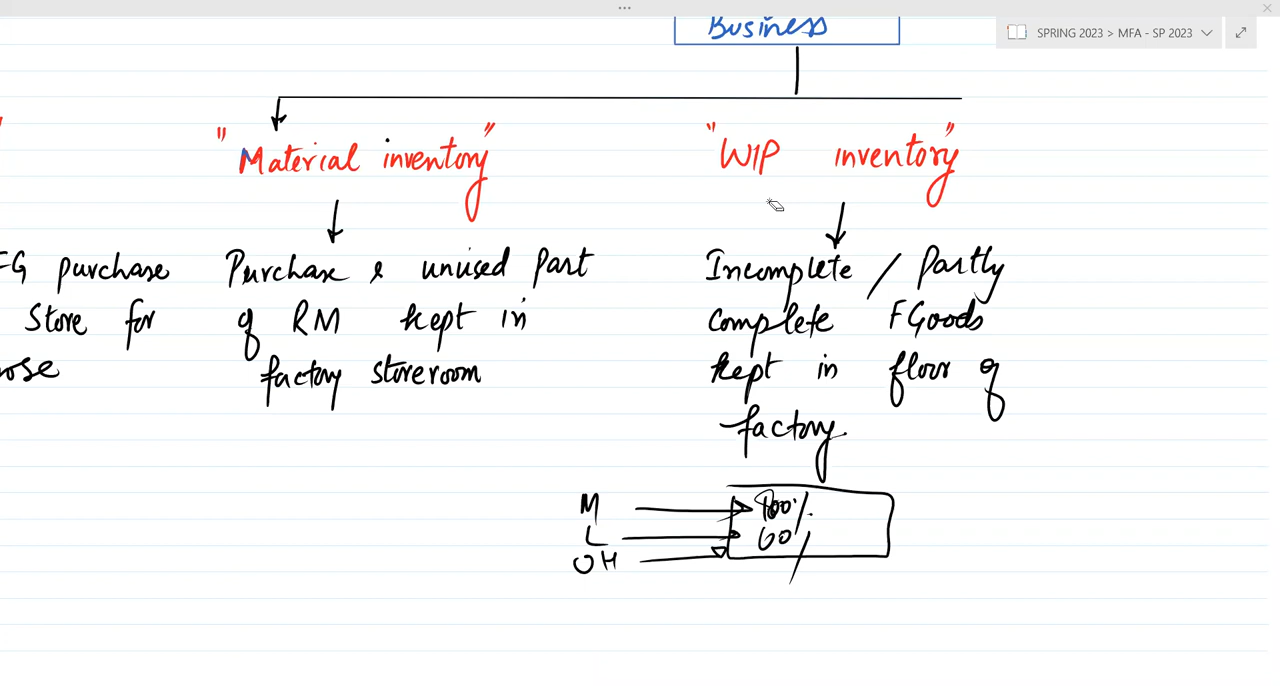 Business
SPRING 2023 > MFA - SP 2023
"Material inventory"
"WIP inventory"
FG purchase
Store for
Purchase & unused part
of RM kept in
factory storeroom
Incomplete / Partly
complete FGoods
kept in floor of
factory.
M
L
OH
100%
60%